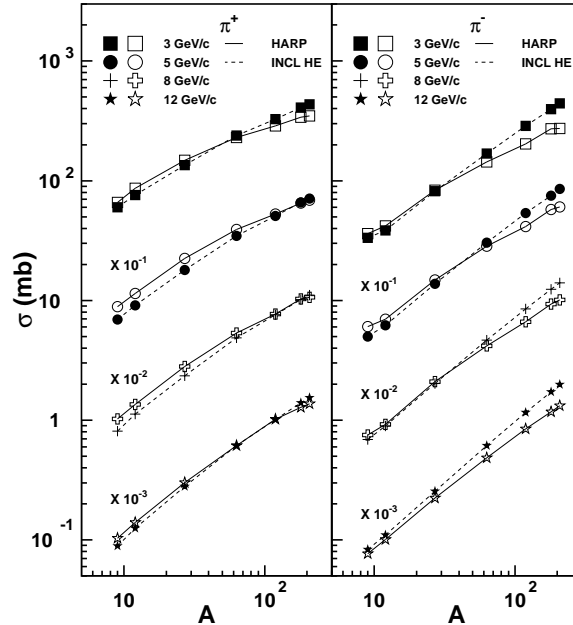 π⁺ π⁻
3 GeV/c HARP 3 GeV/c HARP
5 GeV/c INCL HE 5 GeV/c INCL HE
8 GeV/c 8 GeV/c
12 GeV/c 12 GeV/c
10³
10²
10
1
10⁻¹
σ (mb)
X 10⁻¹ X 10⁻¹
X 10⁻² X 10⁻²
X 10⁻³ X 10⁻³
10 10² 10 10²
A A